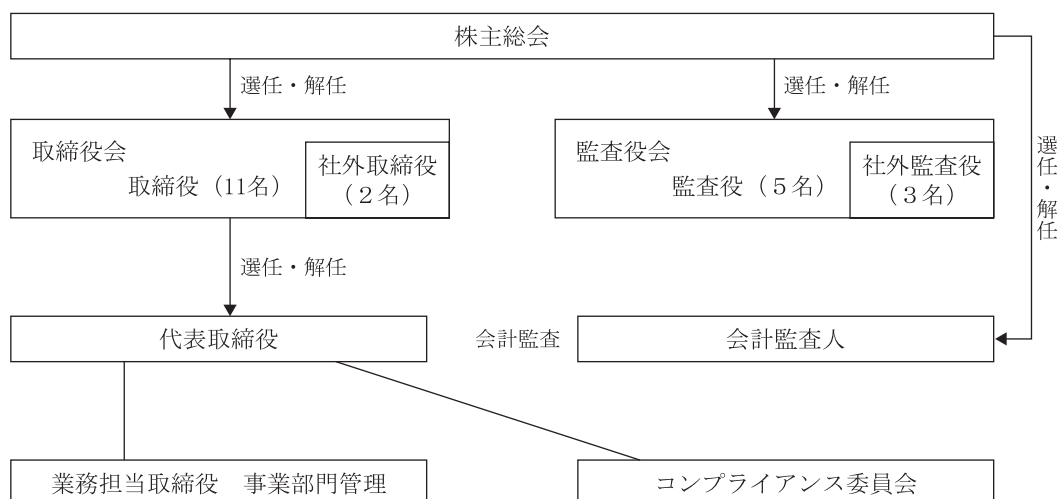 株主総会
選任・解任
選任・解任
選任・解任
取締役会
取締役（11名）
社外取締役
（２名）
監査役会
監査役（５名）
社外監査役
（３名）
選任・解任
代表取締役
会計監査
会計監査人
業務担当取締役　事業部門管理
コンプライアンス委員会